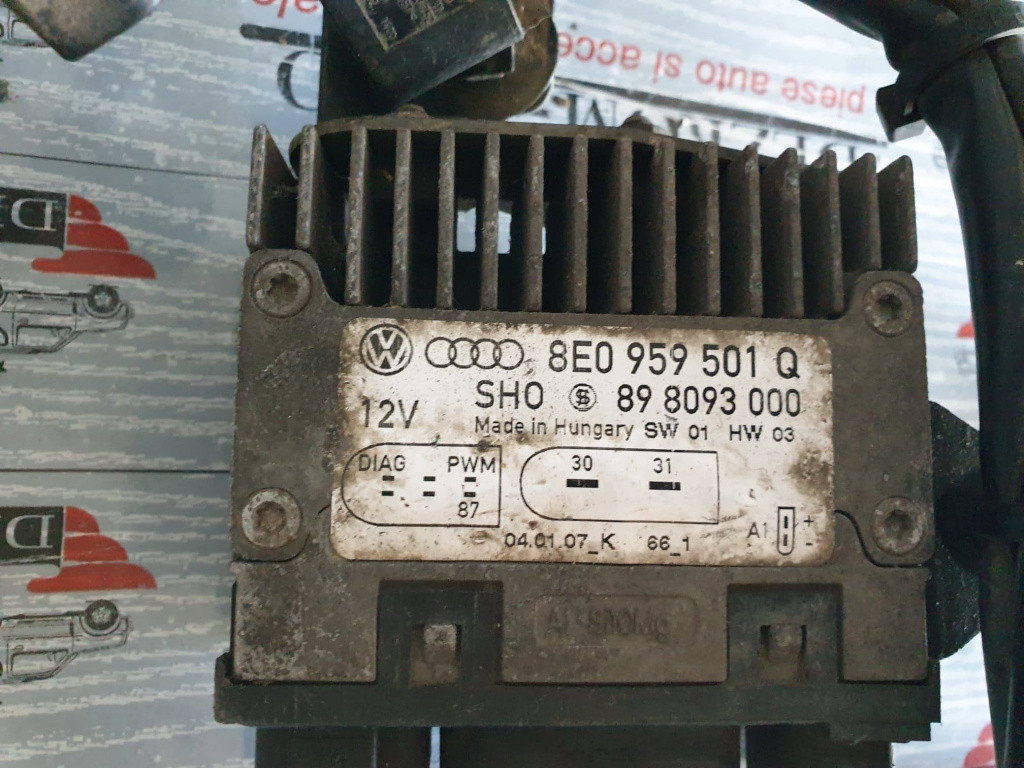 piese auto si acce
8E0 959 501 Q
SHO 89 8093 000
12V
Made in Hungary SW 01 HW 03
DIAG PWM
87
30 31
A1 + -
04.01.07_K 66_1